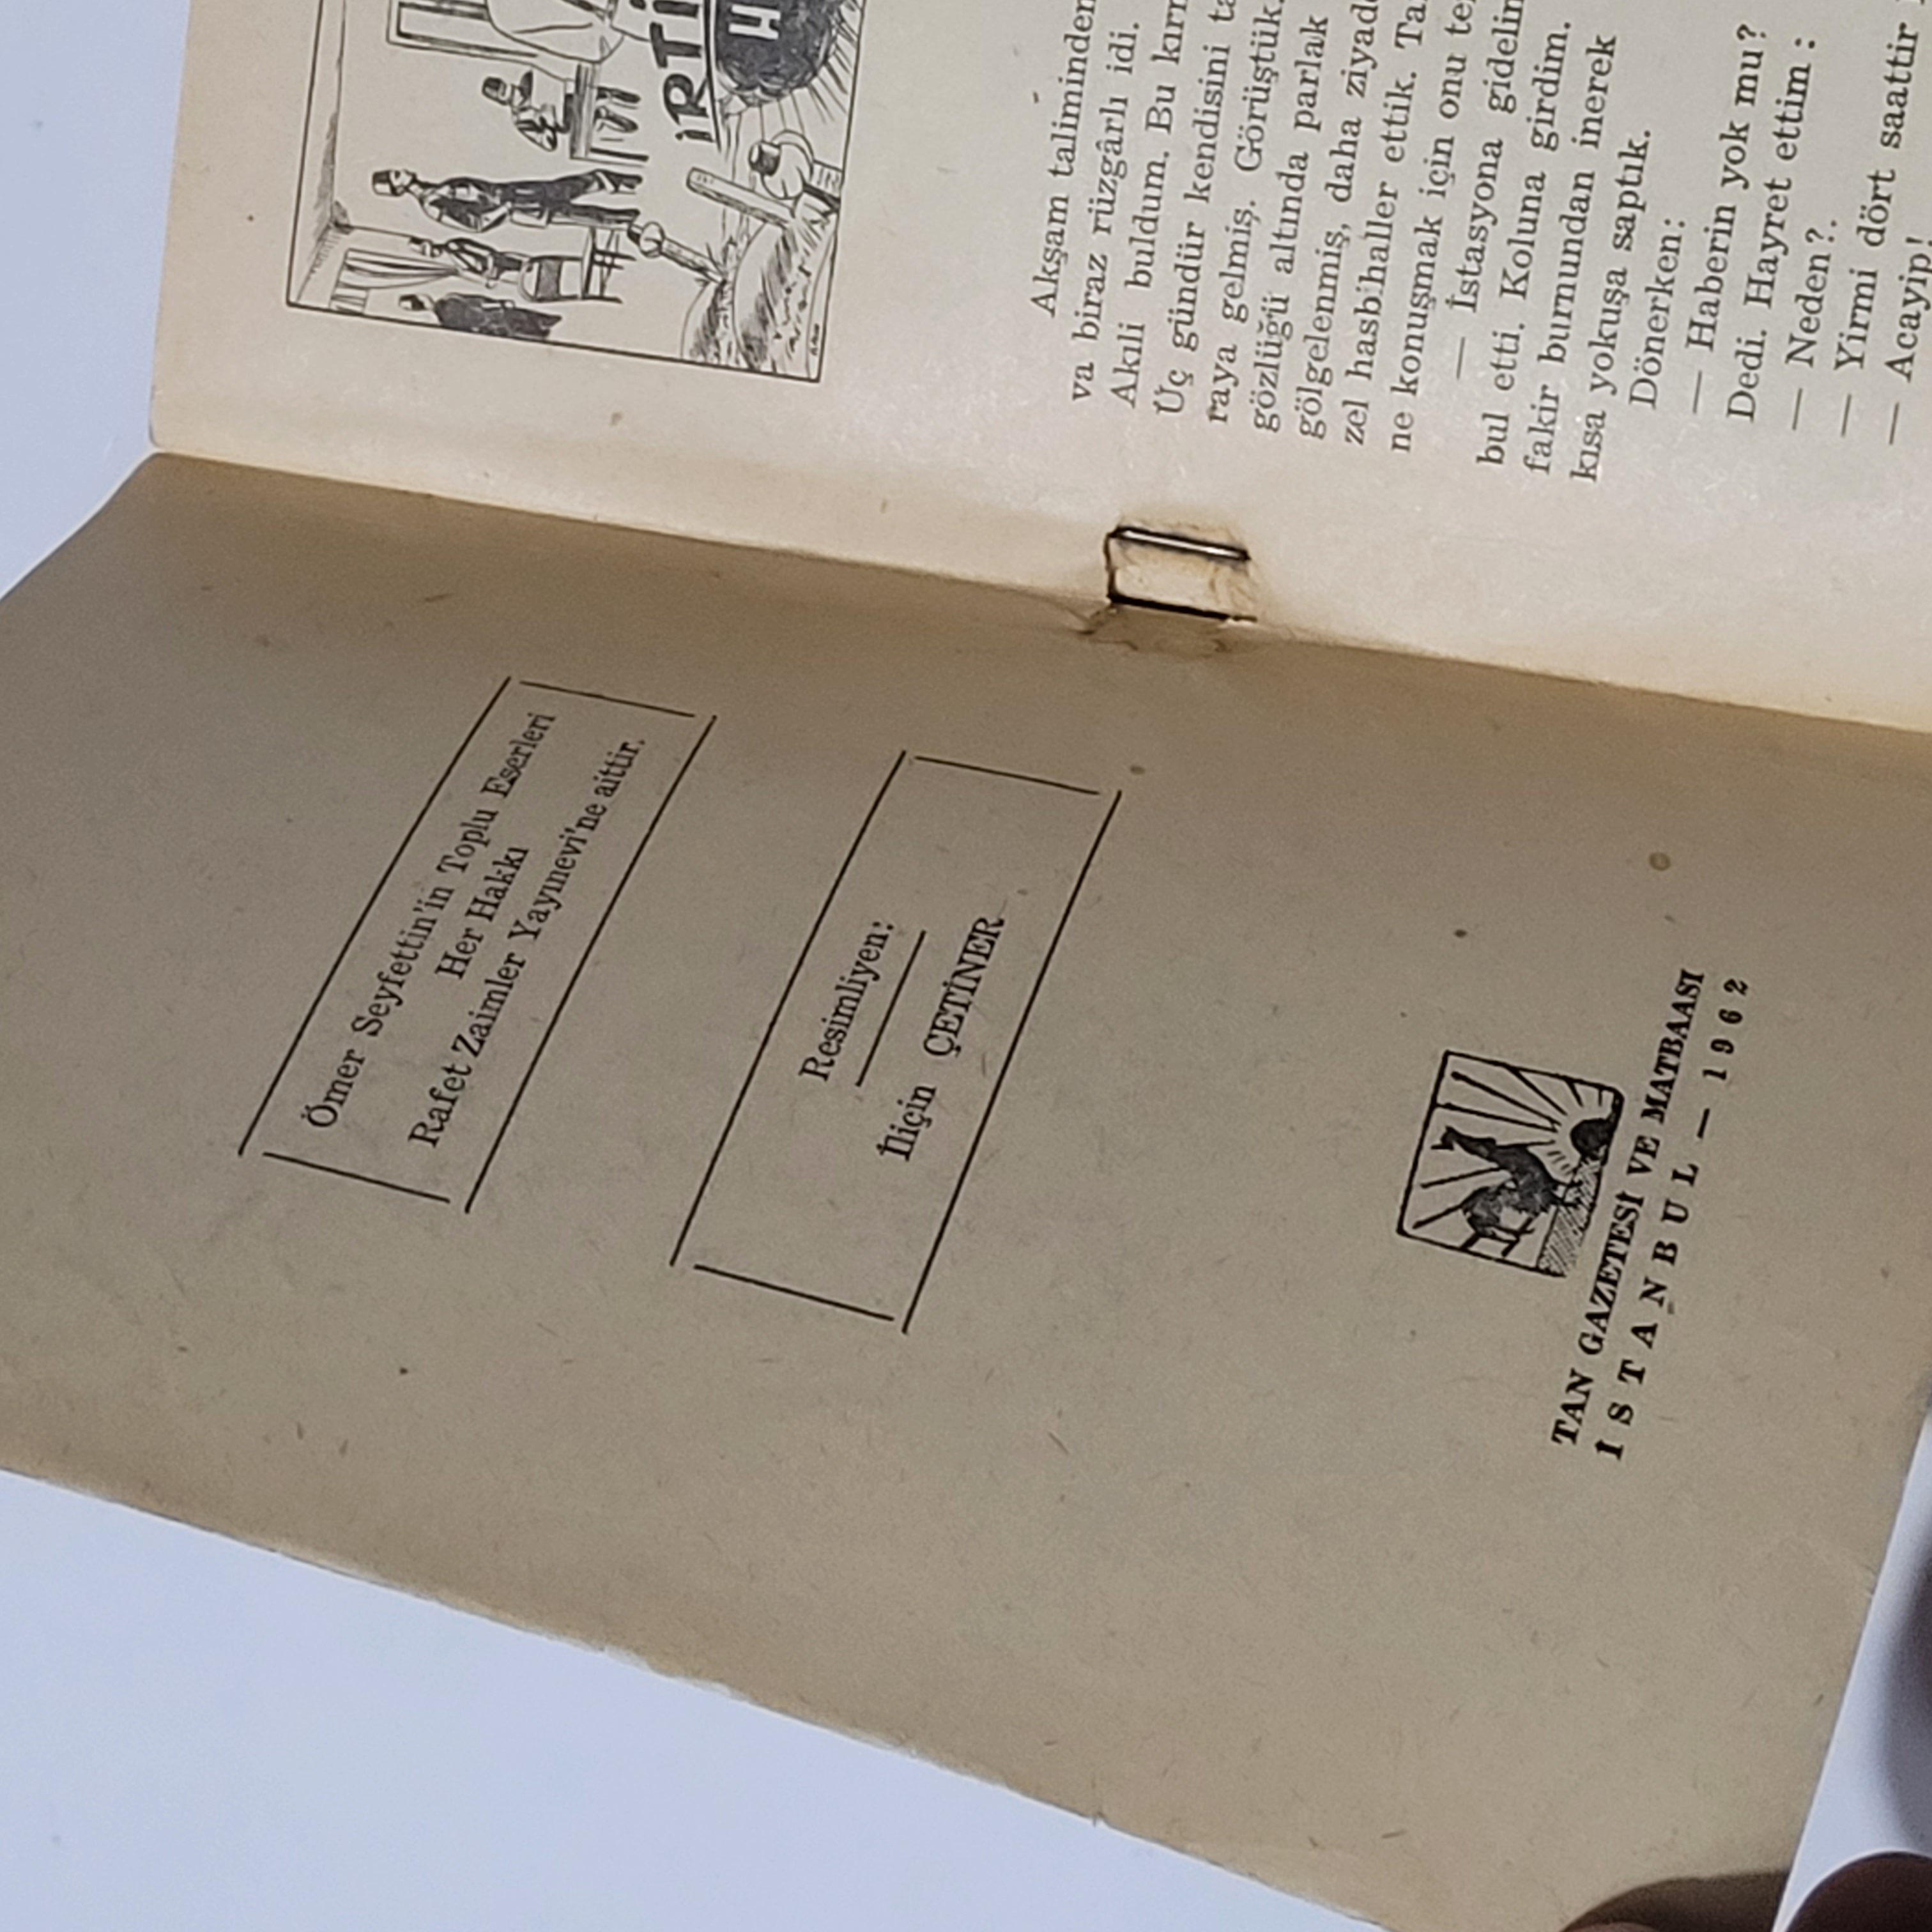 Ömer Seyfettin'in Toplu Eserleri
Her Hakkı
Rafet Zaimler Yayınevi'ne aittir.
Resimliyen:
İliçin ÇETİNER
TAN GAZETESİ VE MATBAASI
İSTANBUL — 1962
İRTİ
H
Akşam taliminden
va biraz rüzgârlı idi.
Akıli buldum. Bu kırm
Üç gündür kendisini ta
raya gelmiş. Görüştük.
gözlüğü altında parlak
gölgelenmiş, daha ziyad
zel hasbihaller ettik. Ta
ne konuşmak için onu te
— İstasyona gidelim
bul etti. Koluna girdim.
fakir burnundan inerek
kısa yokuşa saptık.
Dönerken:
— Haberin yok mu?
Dedi. Hayret ettim :
— Neden?.
— Yirmi dört saattir
— Acayip!